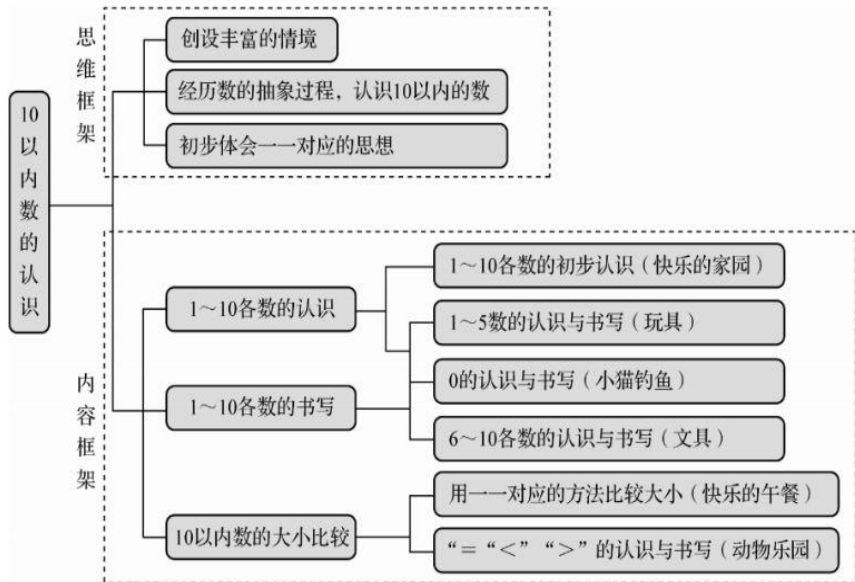 10以内数的认识
思维框架
创设丰富的情境
经历数的抽象过程，认识10以内的数
初步体会一一对应的思想
内容框架
1～10各数的认识
1～10各数的书写
10以内数的大小比较
1～10各数的初步认识（快乐的家园）
1～5数的认识与书写（玩具）
0的认识与书写（小猫钓鱼）
6～10各数的认识与书写（文具）
用一一对应的方法比较大小（快乐的午餐）
“＝“＜”“＞”的认识与书写（动物乐园）